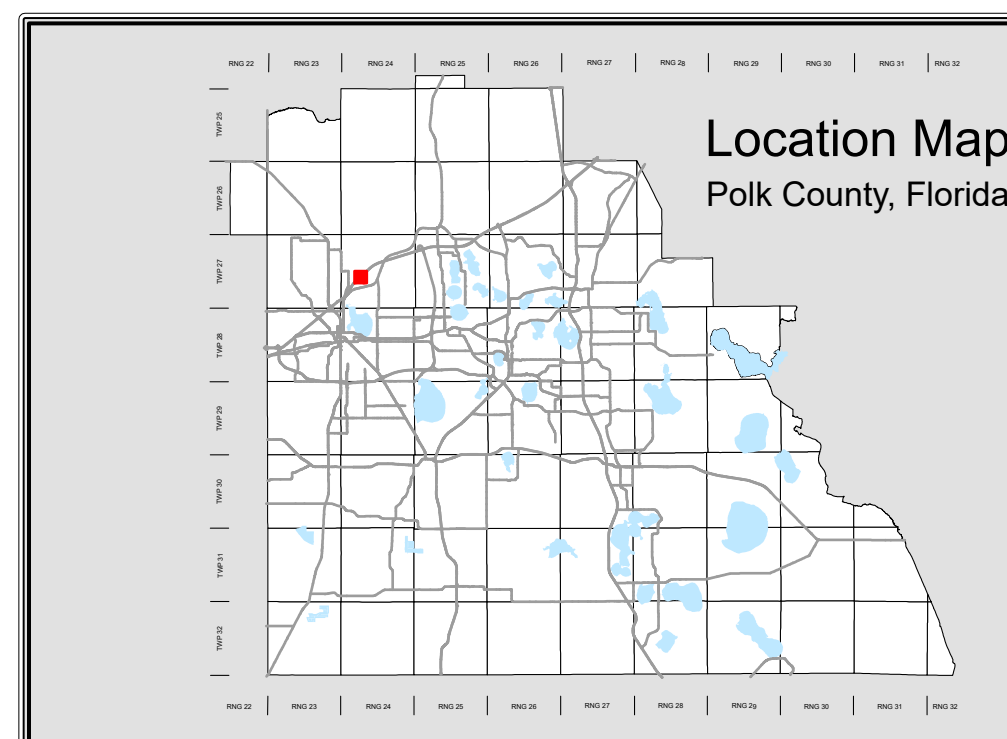 RNG 22 RNG 23 RNG 24 RNG 25 RNG 26 RNG 27 RNG 28 RNG 29 RNG 30 RNG 31 RNG 32
Location Map
Polk County, Florida
TWP 25
TWP 26
TWP 27
TWP 28
TWP 29
TWP 30
TWP 31
TWP 32
RNG 22 RNG 23 RNG 24 RNG 25 RNG 26 RNG 27 RNG 28 RNG 29 RNG 30 RNG 31 RNG 32